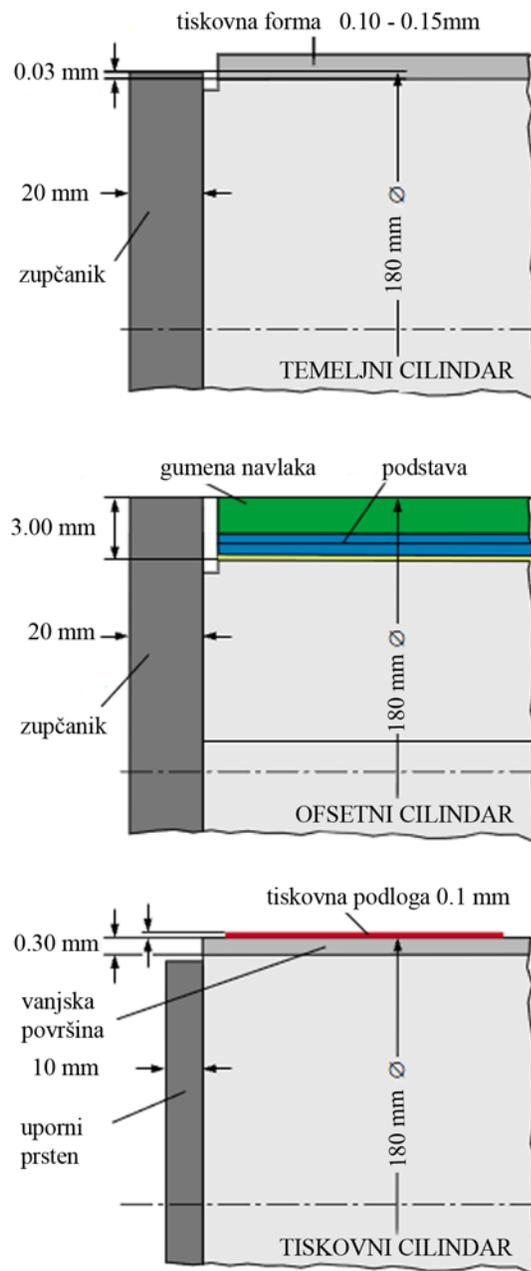 tiskovna forma 0.10 - 0.15mm
0.03 mm
20 mm
180 mm Ø
zupčanik
TEMELJNI CILINDAR
gumena navlaka
podstava
3.00 mm
20 mm
180 mm Ø
zupčanik
OFSETNI CILINDAR
tiskovna podloga 0.1 mm
0.30 mm
vanjska
površina
10 mm
180 mm Ø
uporni
prsten
TISKOVNI CILINDAR